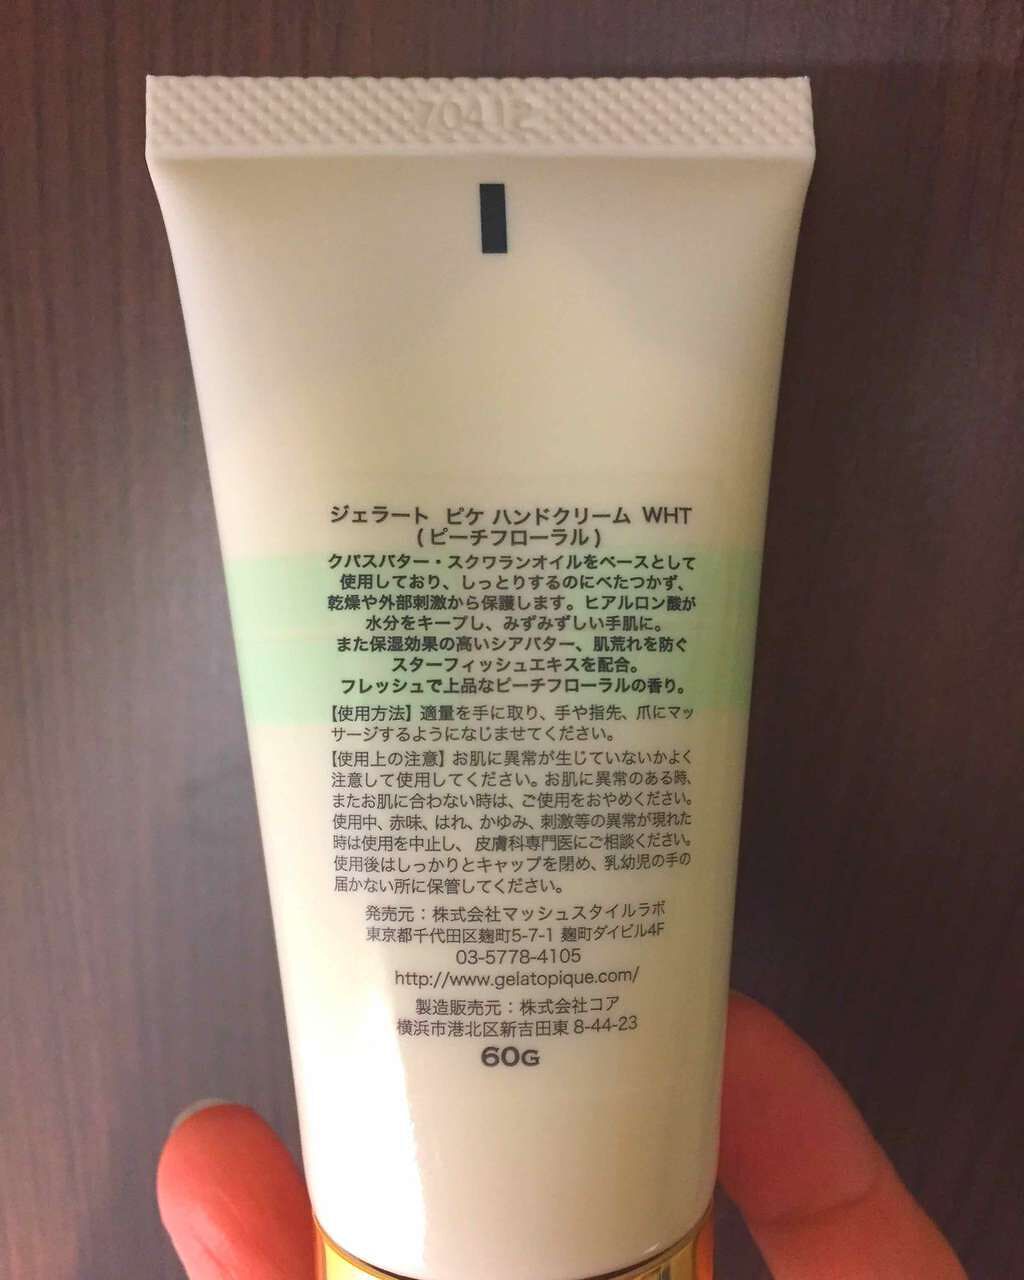 70412
ジェラート ピケ ハンドクリーム WHT
(ピーチフローラル)
クパスバター・スクワランオイルをベースとして
使用しており、しっとりするのにべたつかず、
乾燥や外部刺激から保護します。ヒアルロン酸が
水分をキープし、みずみずしい手肌に。
また保湿効果の高いシアバター、肌荒れを防ぐ
スターフィッシュエキスを配合。
フレッシュで上品なピーチフローラルの香り。
【使用方法】適量を手に取り、手や指先、爪にマッ
サージするようになじませてください。
【使用上の注意】お肌に異常が生じていないかよく
注意して使用してください。お肌に異常のある時、
またお肌に合わない時は、ご使用をおやめください。
使用中、赤味、はれ、かゆみ、刺激等の異常が現れた
時は使用を中止し、皮膚科専門医にご相談ください。
使用後はしっかりとキャップを閉め、乳幼児の手の
届かない所に保管してください。
発売元：株式会社マッシュスタイルラボ
東京都千代田区麹町5-7-1 麹町ダイビル4F
03-5778-4105
http://www.gelatopique.com/
製造販売元：株式会社コア
横浜市港北区新吉田東 8-44-23
60G